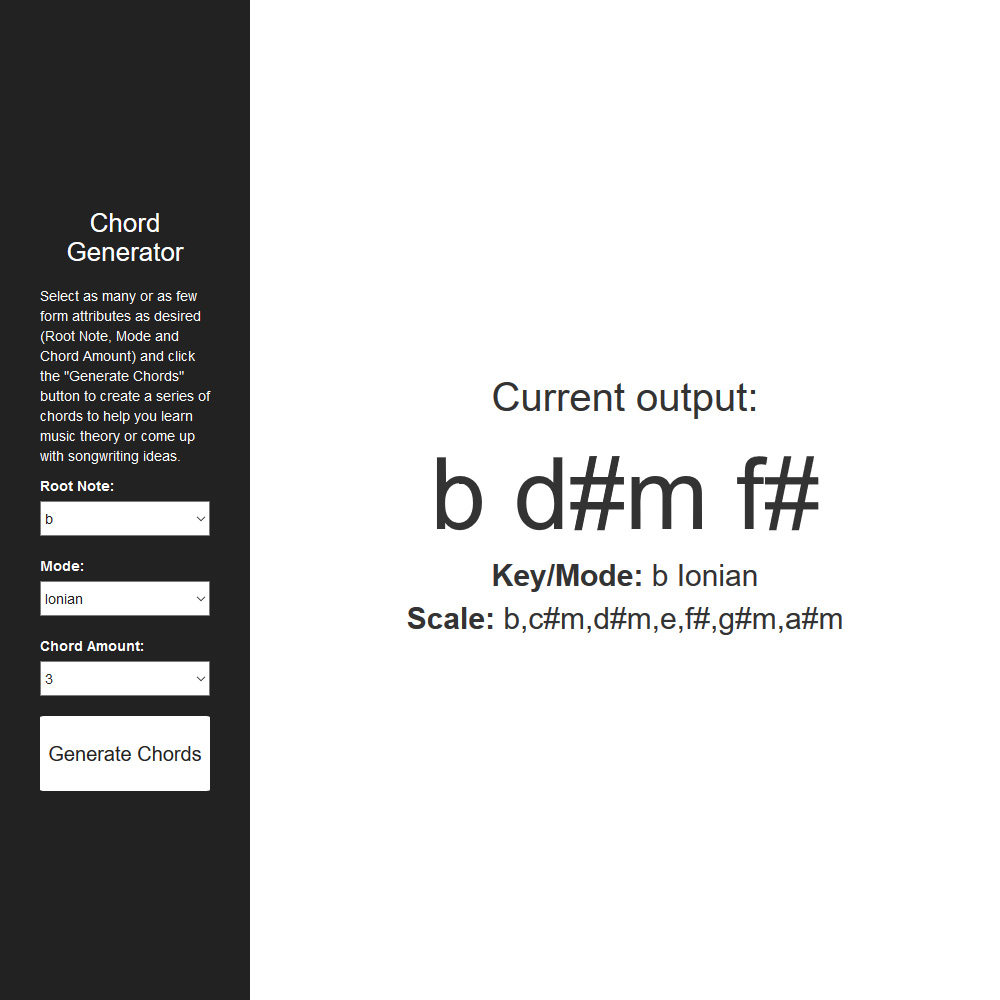 Chord
Generator
Select as many or as few
form attributes as desired
(Root Note, Mode and
Chord Amount) and click
the "Generate Chords"
button to create a series of
chords to help you learn
music theory or come up
with songwriting ideas.
Root Note:
b
Mode:
Ionian
Chord Amount:
3
Generate Chords
Current output:
b d#m f#
Key/Mode: b Ionian
Scale: b,c#m,d#m,e,f#,g#m,a#m